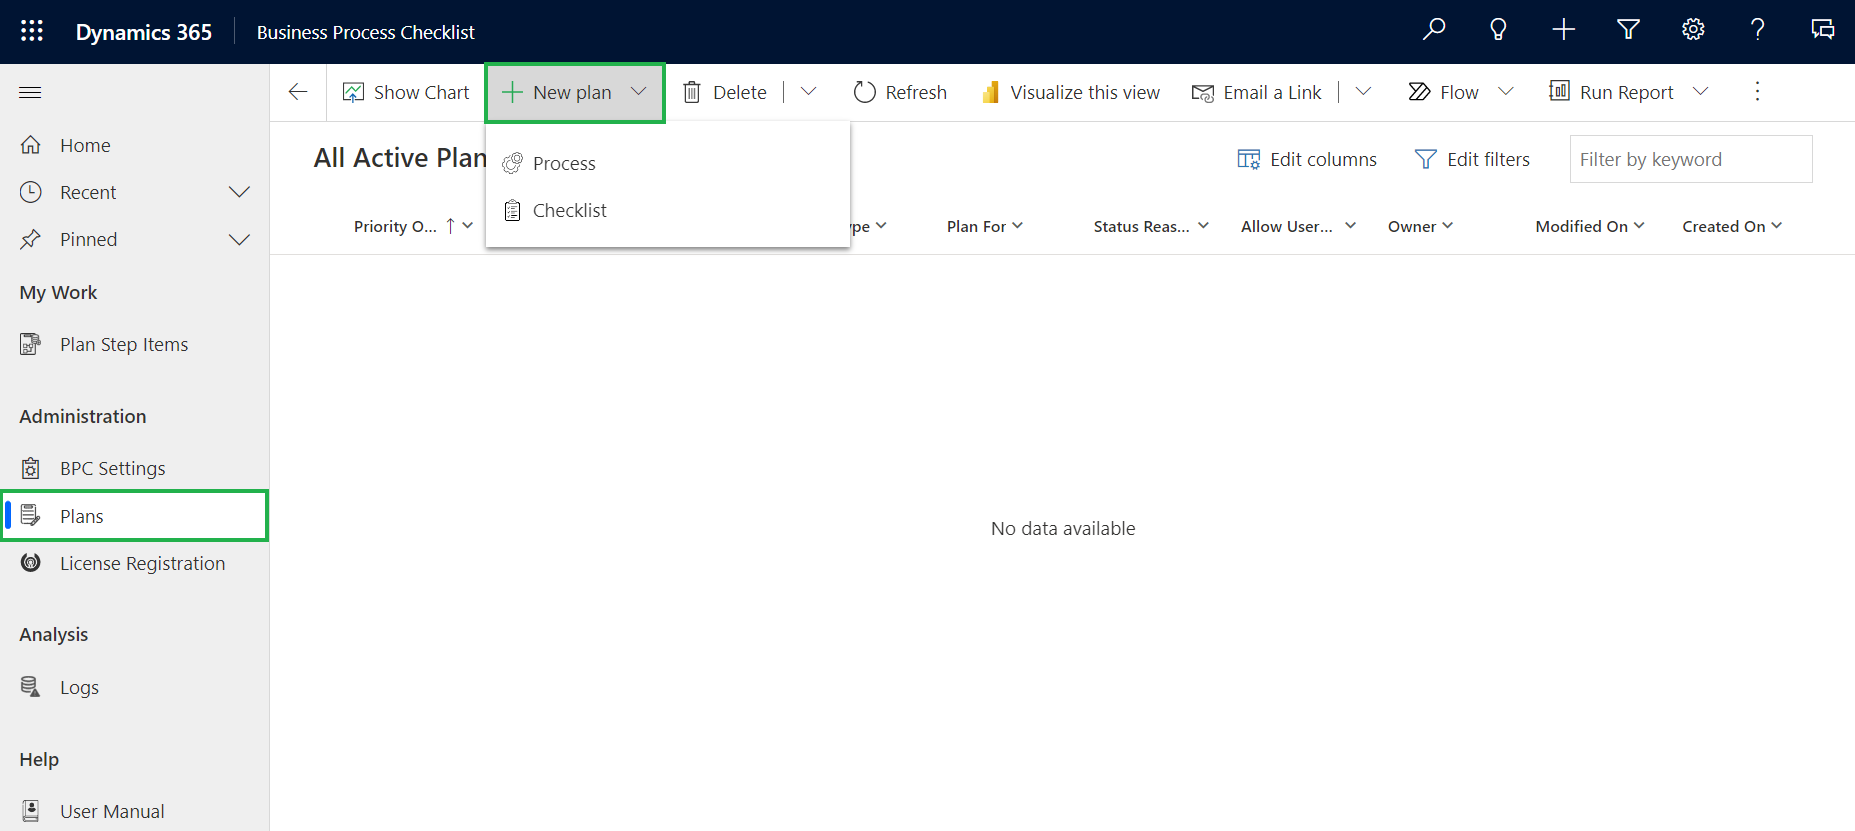 Dynamics 365 Business Process Checklist
Show Chart New plan Delete Refresh Visualize this view Email a Link Flow Run Report
Home
Recent
Pinned
My Work
Plan Step Items
Administration
BPC Settings
Plans
License Registration
Analysis
Logs
Help
User Manual
Process
Checklist
All Active Plan
Edit columns Edit filters Filter by keyword
Priority O... Plan For Status Reas... Allow User... Owner Modified On Created On
No data available